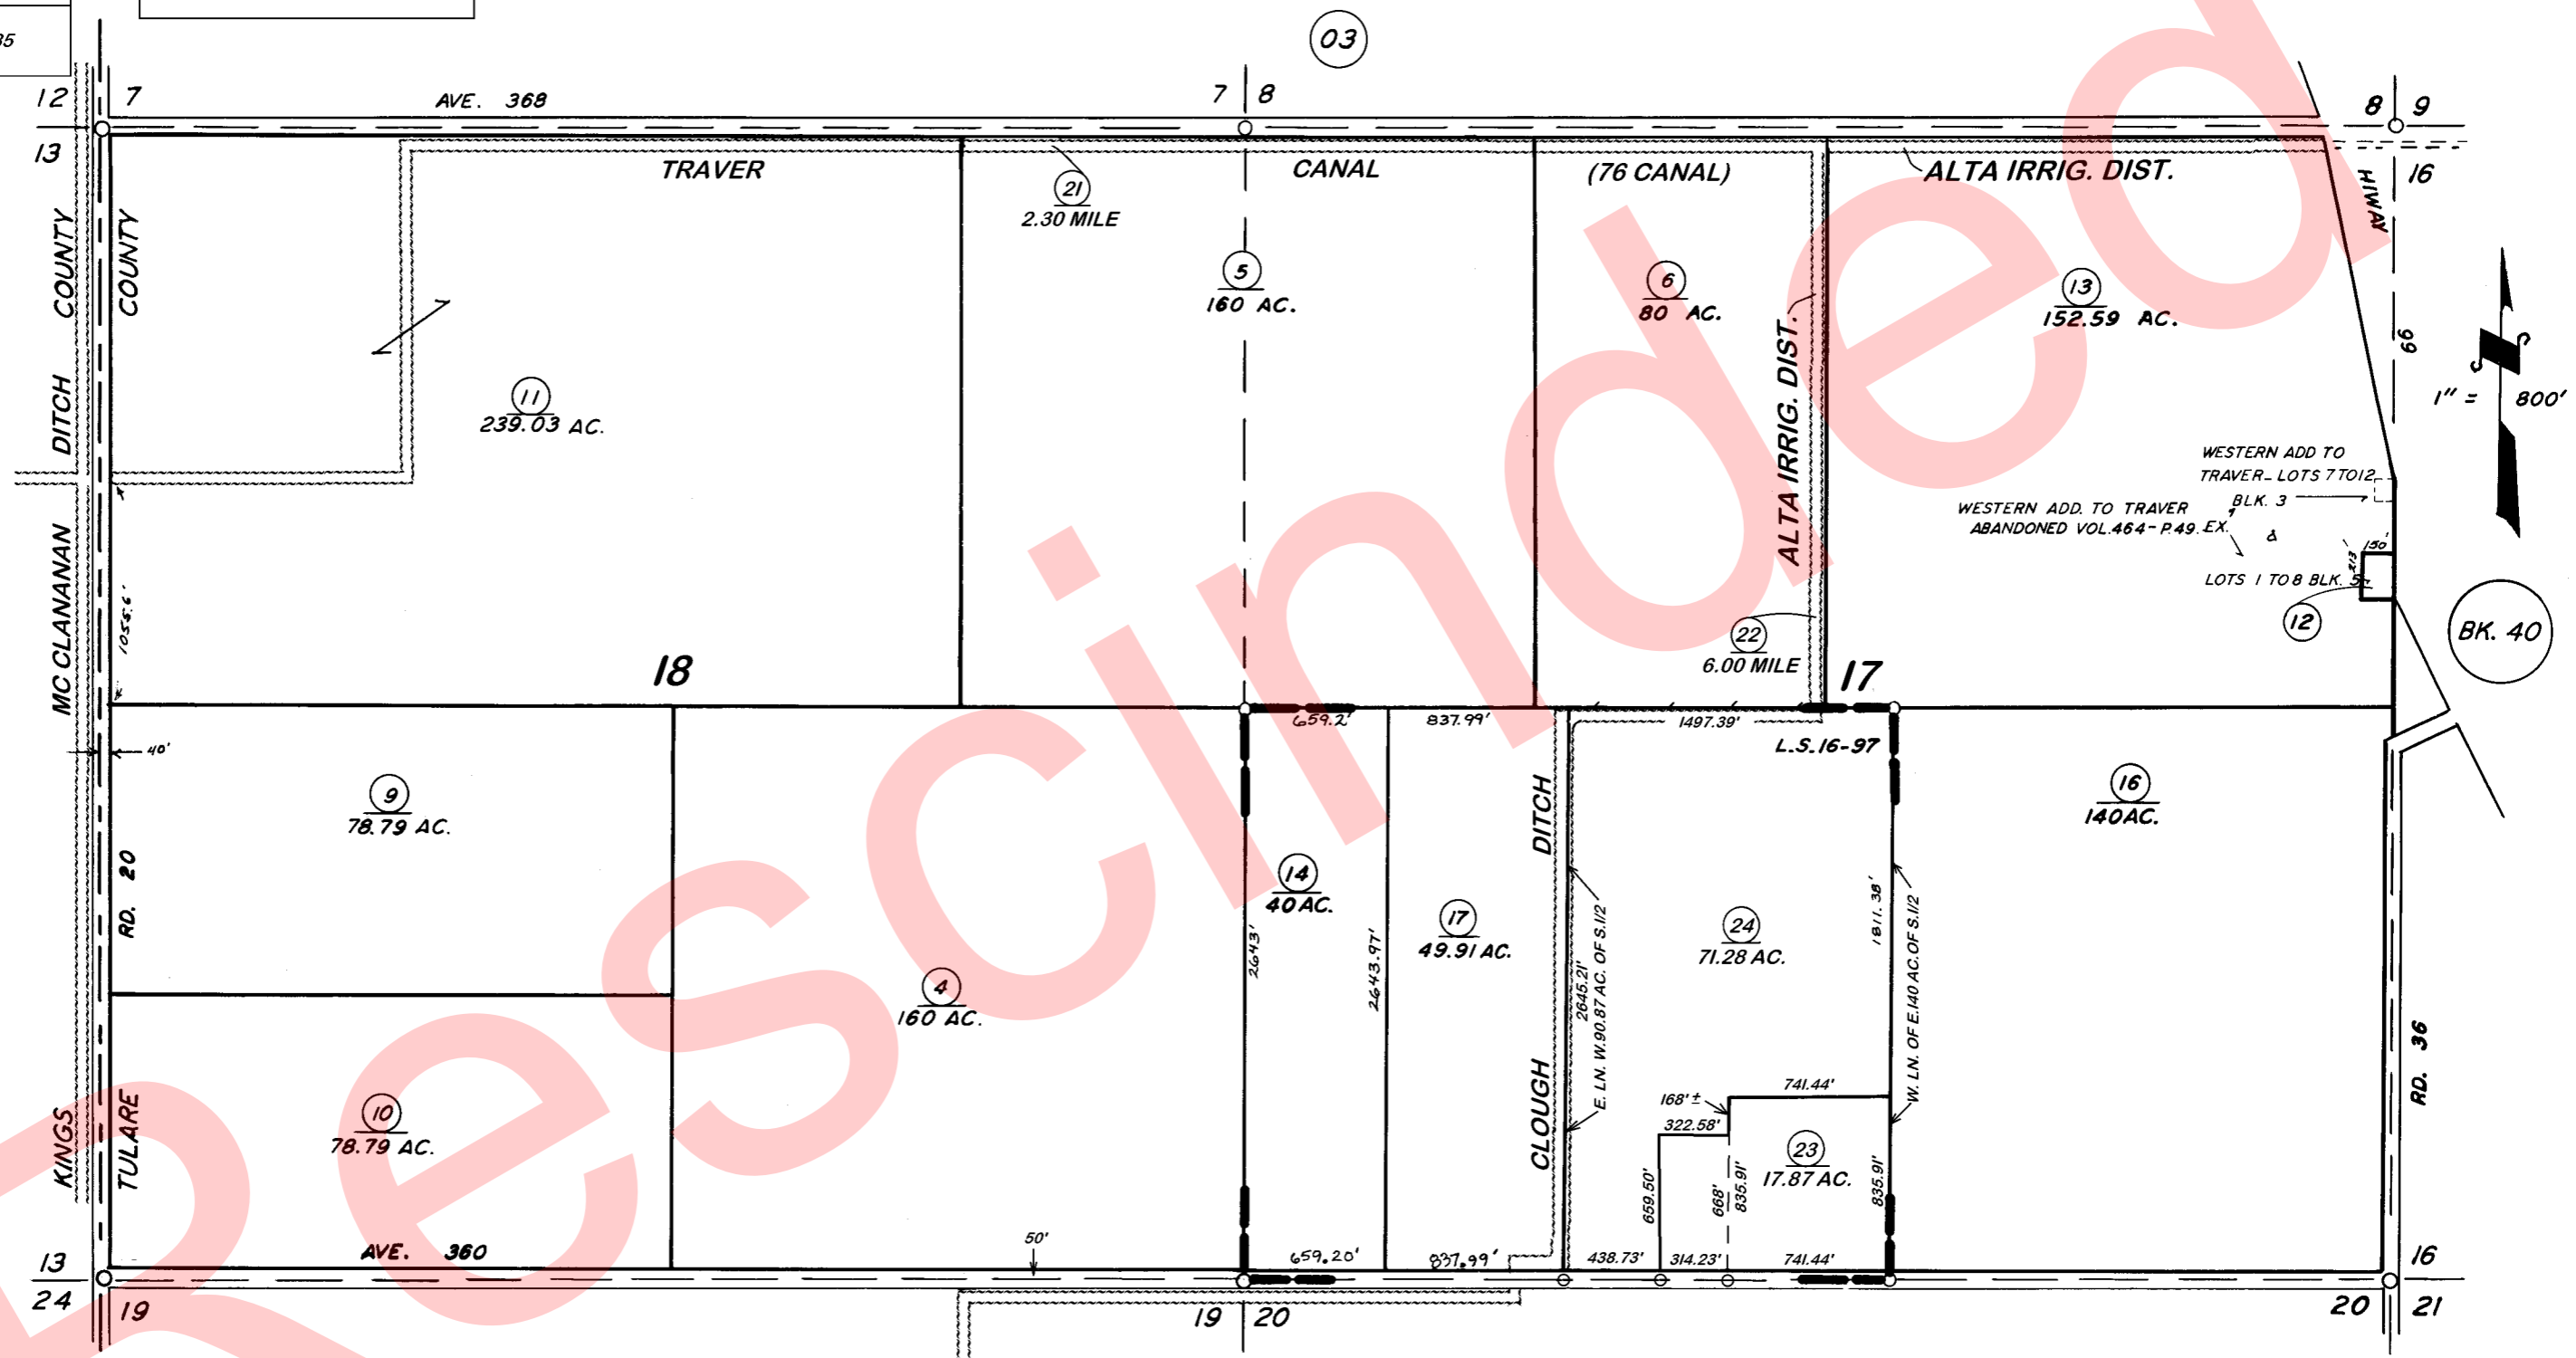 35
03
12
7
AVE. 368
7
8
8
9
13
TRAVER
CANAL
(76 CANAL)
ALTA IRRIG. DIST.
16
HIWAY
99
21
2.30 MILE
KINGS
COUNTY
TULARE
COUNTY
MC CLANANAN DITCH
5
160 AC.
6
80 AC.
13
152.59 AC.
ALTA IRRIG. DIST.
1" = 800'
11
239.03 AC.
WESTERN ADD TO
TRAVER_ LOTS 7 TO 12
BLK. 3
WESTERN ADD. TO TRAVER
ABANDONED VOL. 464 - P. 49. EX.
&
150'
213'
LOTS 1 TO 8 BLK. 5
12
BK. 40
1055.6'
22
6.00 MILE
18
17
659.2'
837.99'
1497.39'
L.S. 16-97
40'
9
78.79 AC.
RD. 20
16
140 AC.
14
40 AC.
17
49.91 AC.
CLOUGH DITCH
24
71.28 AC.
2643'
2643.97'
2645.21'
E. LN. W. 90.87 AC. OF S. 1/2
1811.38'
W. LN. OF E. 140 AC. OF S. 1/2
4
160 AC.
RD. 36
10
78.79 AC.
741.44'
168' ±
322.58'
23
17.87 AC.
659.50'
668'
835.91'
835.91'
AVE. 360
50'
659.20'
837.99'
438.73'
314.23'
741.44'
13
16
24
19
19
20
20
21
Rescinded